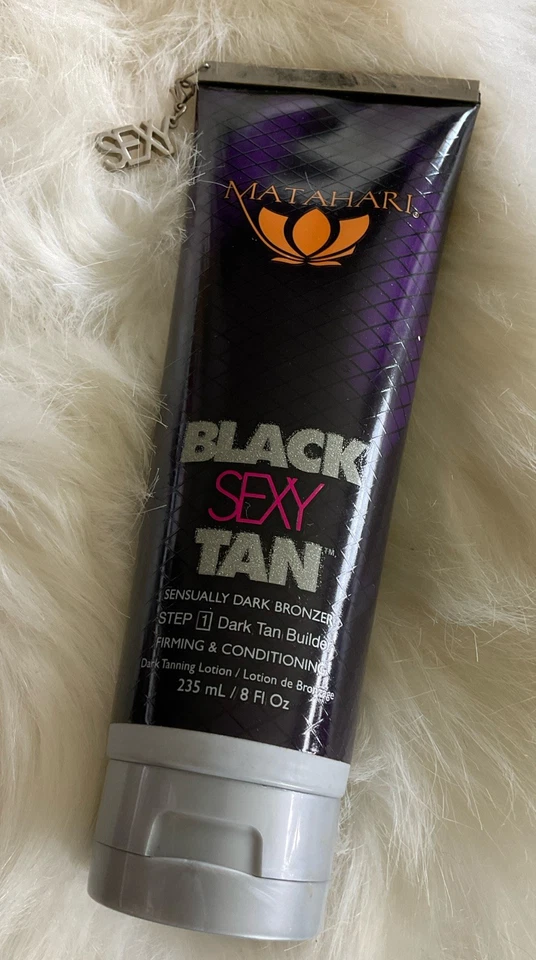 SEXY
MATAHARI
BLACK
SEXY
TAN™
SENSUALLY DARK BRONZER
STEP 1 Dark Tan Builder
FIRMING & CONDITIONING
Dark Tanning Lotion / Lotion de Bronzage
235 mL / 8 Fl Oz